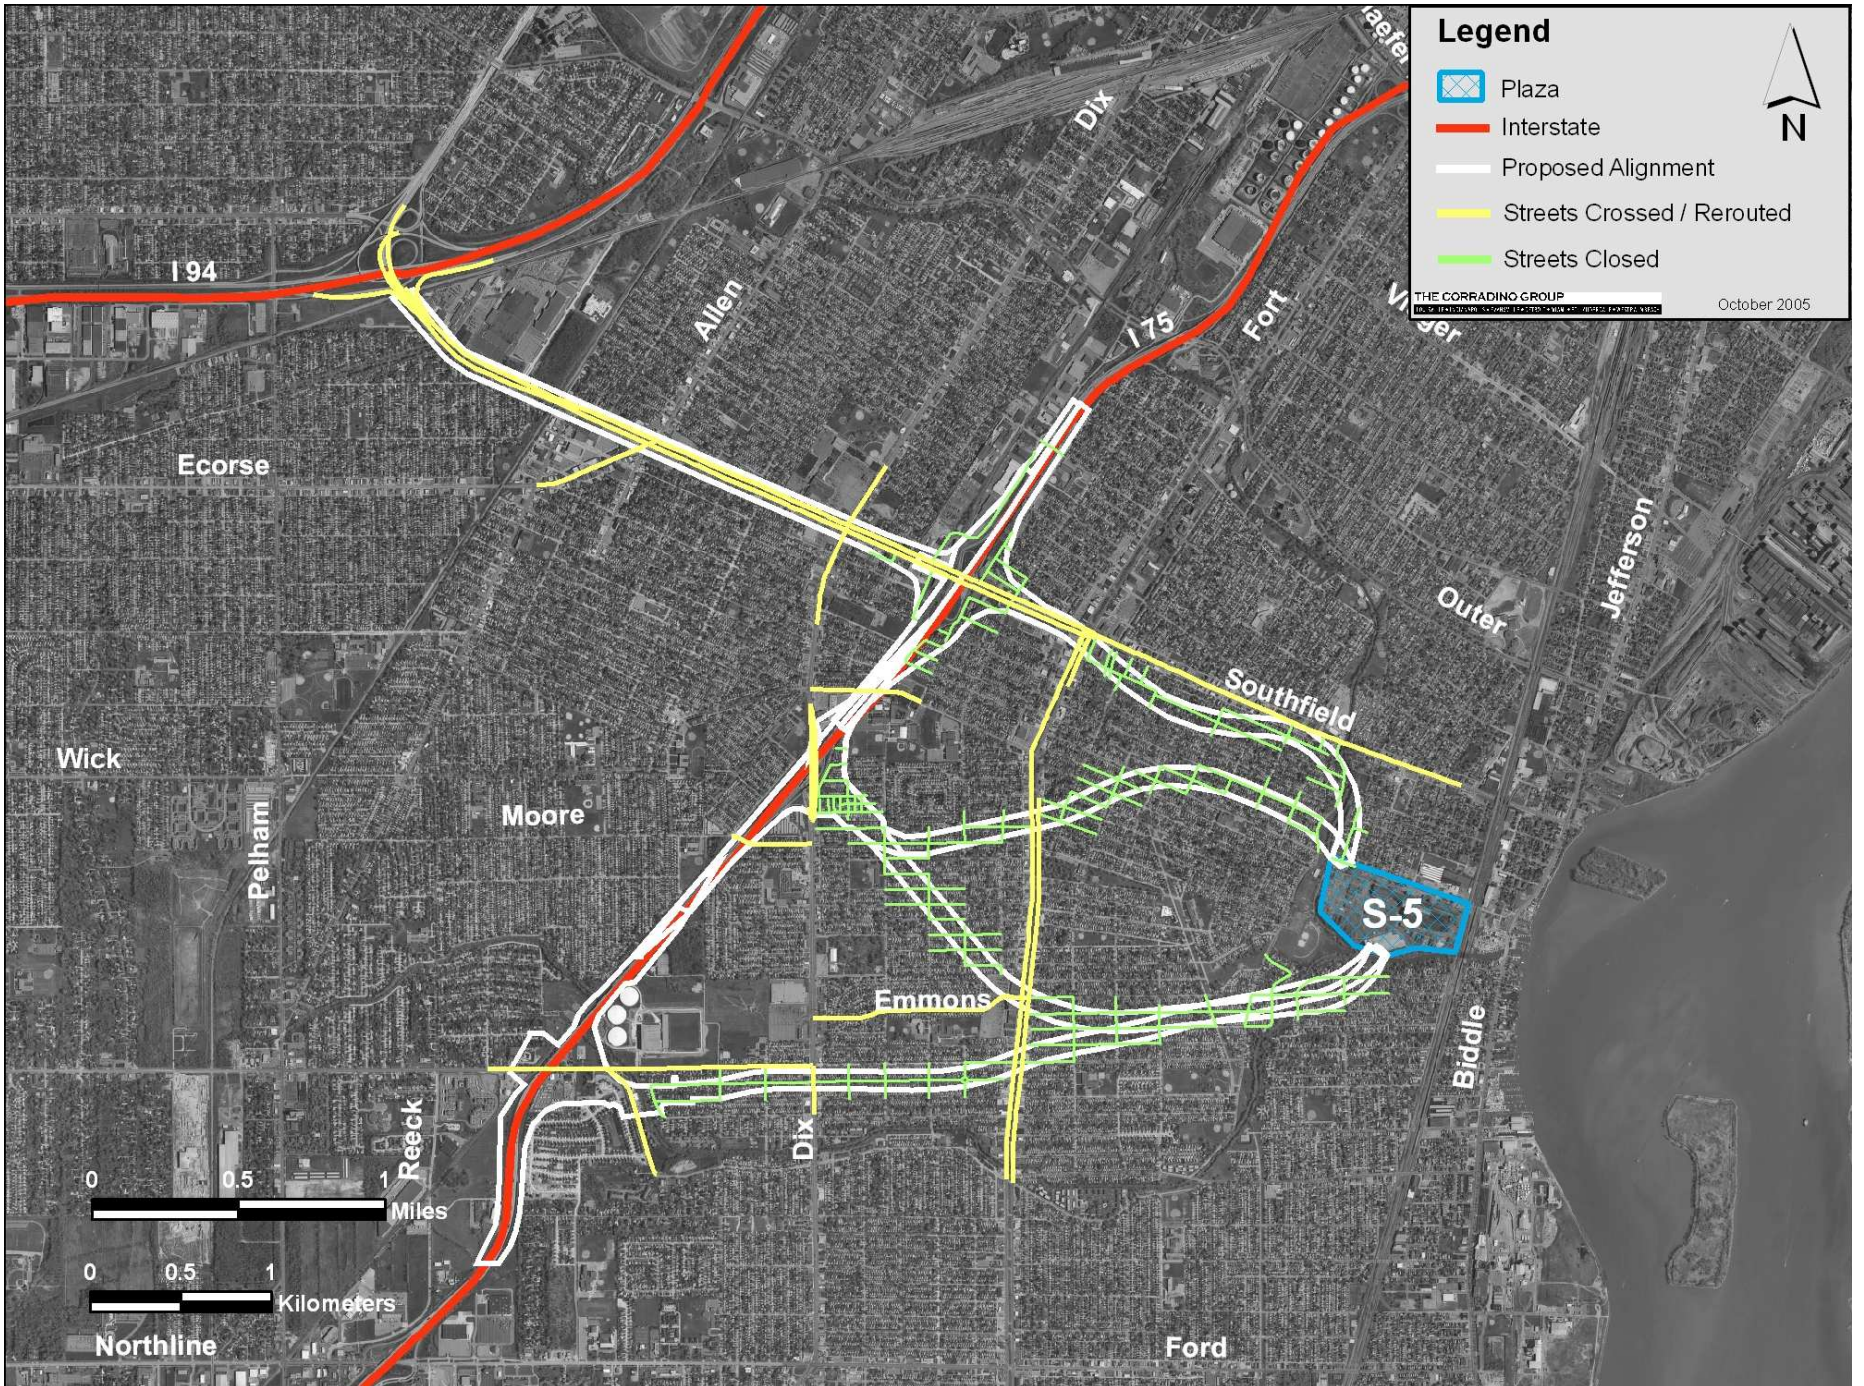 Legend
Plaza
Interstate
Proposed Alignment
Streets Crossed / Rerouted
Streets Closed
N
THE CORRADINO GROUP
October 2005
Dix
I 94
Allen
I 75
Fort
Ecorse
Jefferson
Outer
Southfield
Wick
Moore
Pelham
S-5
Emmons
Biddle
Reeck
Dix
0 0.5 1
Miles
0 0.5 1
Kilometers
Northline
Ford